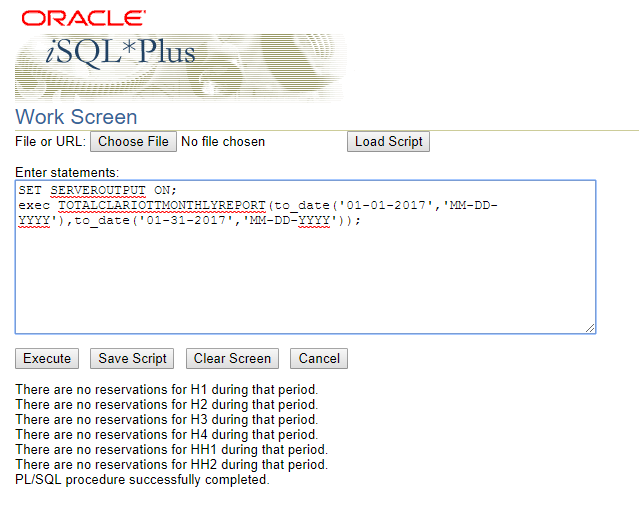 ORACLE
iSQL*Plus
Work Screen
File or URL: Choose File No file chosen Load Script
Enter statements:
SET SERVEROUTPUT ON;
exec TOTALCLARIOTTMONTHLYREPORT(to_date('01-01-2017','MM-DD-
YYYY'),to_date('01-31-2017','MM-DD-YYYY'));
Execute Save Script Clear Screen Cancel
There are no reservations for H1 during that period.
There are no reservations for H2 during that period.
There are no reservations for H3 during that period.
There are no reservations for H4 during that period.
There are no reservations for HH1 during that period.
There are no reservations for HH2 during that period.
PL/SQL procedure successfully completed.